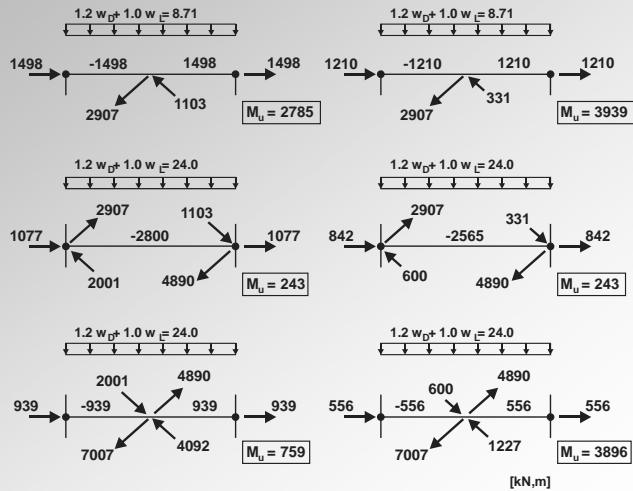 1.2 w_D + 1.0 w_L = 8.71
1498 -1498 1498 1498
2907 1103
M_u = 2785
1.2 w_D + 1.0 w_L = 8.71
1210 -1210 1210 1210
2907 331
M_u = 3939
1.2 w_D + 1.0 w_L = 24.0
2907 1103
1077 -2800 1077
2001 4890
M_u = 243
1.2 w_D + 1.0 w_L = 24.0
2907 331
842 -2565 842
600 4890
M_u = 243
1.2 w_D + 1.0 w_L = 24.0
2001 4890
939 -939 939 939
7007 4092
M_u = 759
1.2 w_D + 1.0 w_L = 24.0
600 4890
556 -556 556 556
7007 1227
M_u = 3896
[kN,m]